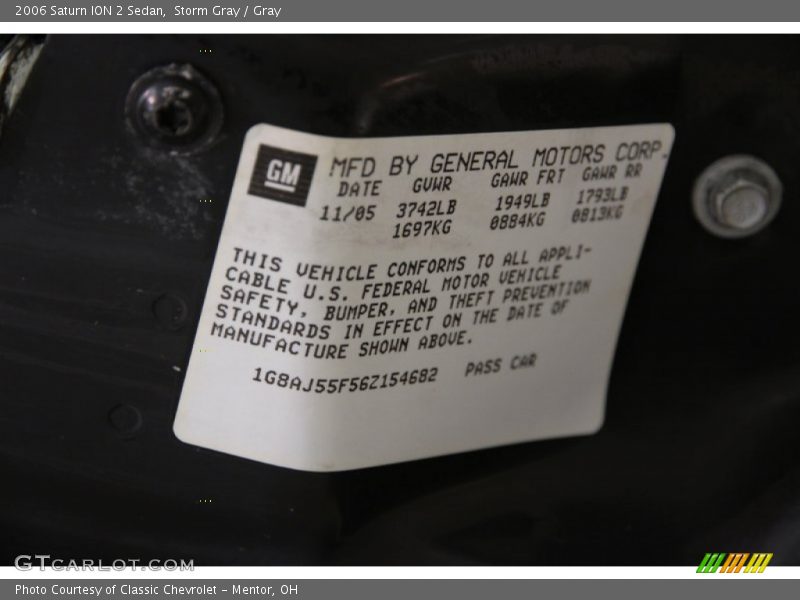 2006 Saturn ION 2 Sedan,  Storm Gray / Gray
GM
MFD BY GENERAL MOTORS CORP.
DATE GVWR GAWR FRT GAWR RR
11/05 3742LB 1949LB 1793LB
1697KG 0884KG 0813KG
THIS VEHICLE CONFORMS TO ALL APPLI-
CABLE U.S. FEDERAL MOTOR VEHICLE
SAFETY, BUMPER, AND THEFT PREVENTION
STANDARDS IN EFFECT ON THE DATE OF
MANUFACTURE SHOWN ABOVE.
1G8AJ55F56Z154682 PASS CAR
GTCARLOT.COM
Photo Courtesy of Classic Chevrolet - Mentor, OH